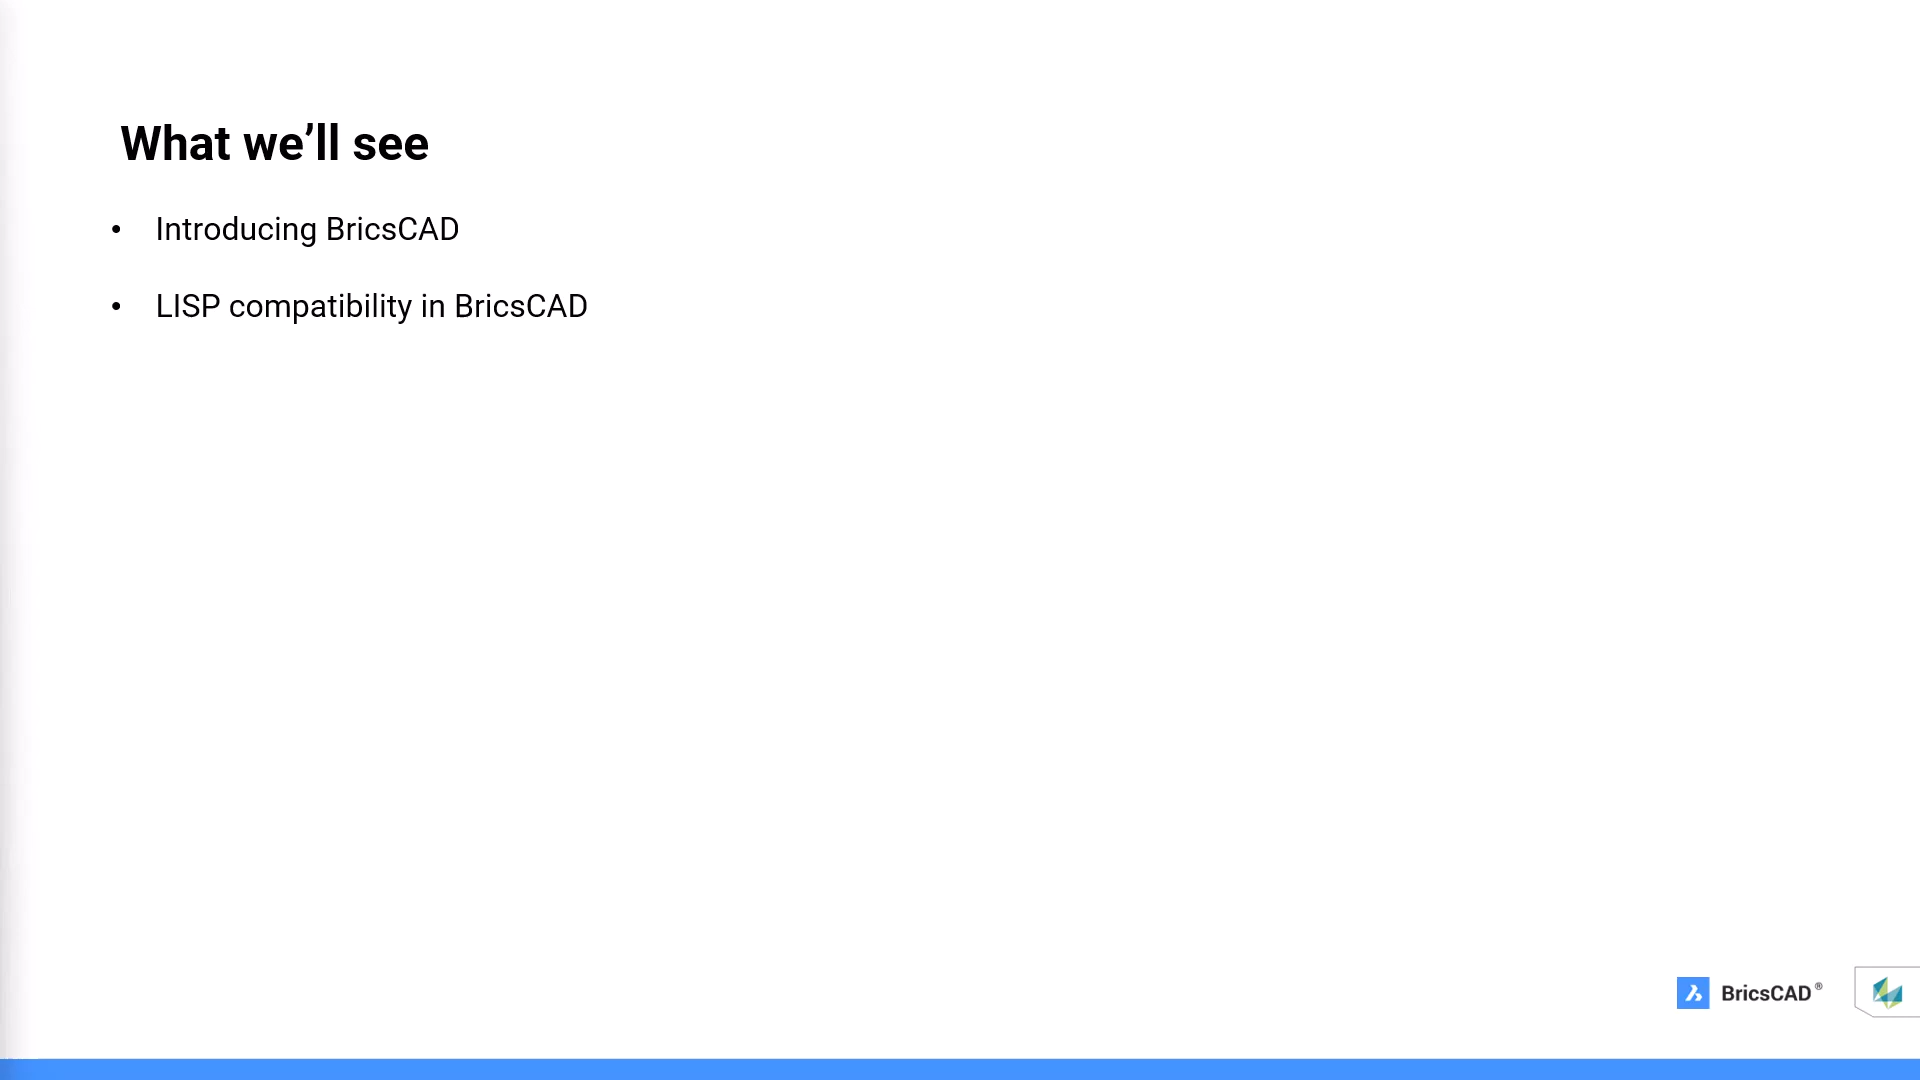 What we’ll see
• Introducing BricsCAD
• LISP compatibility in BricsCAD
BricsCAD®